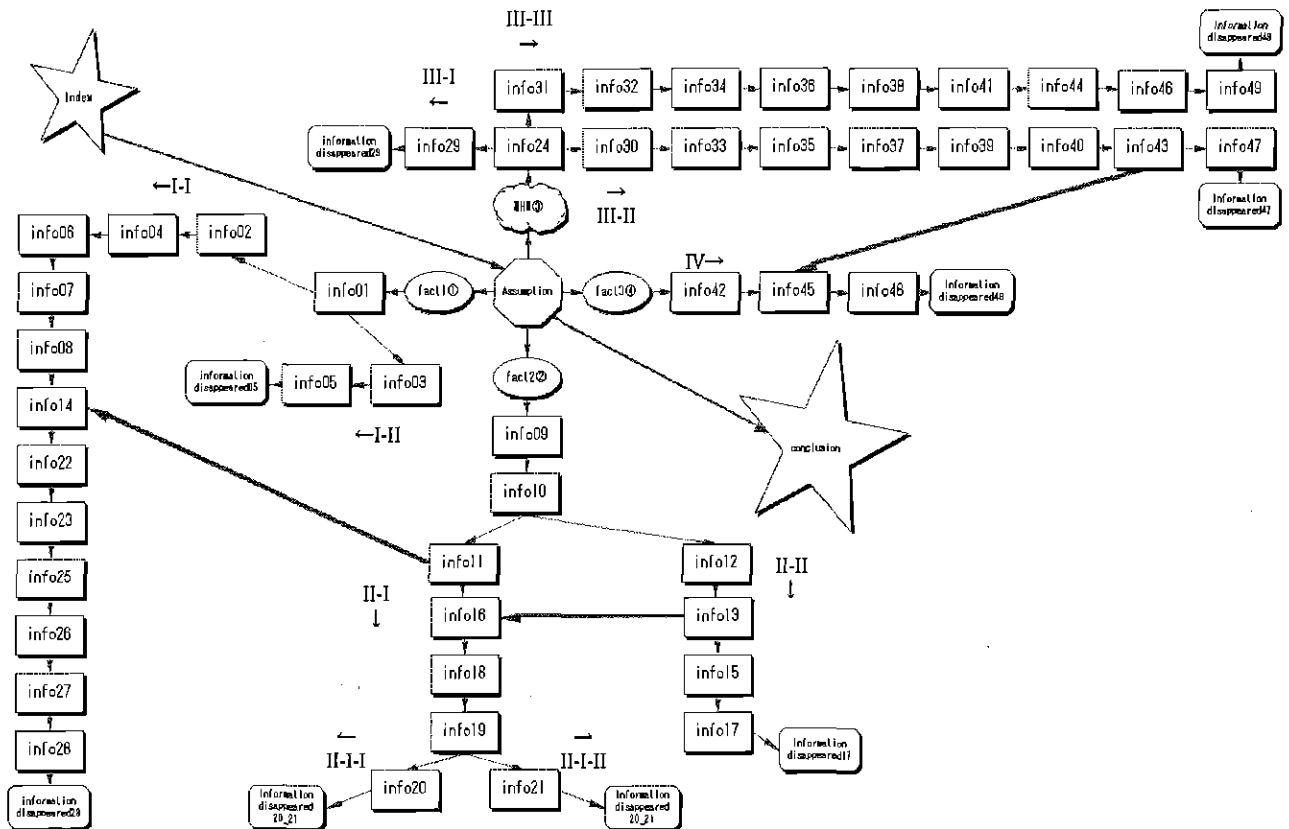 III-III
→
Information
disappeared49
Index
III-I
←
info31
info32
info34
info36
info38
info41
info44
info46
info49
information
disappeared29
info29
info24
info30
info33
info35
info37
info39
info40
info43
info47
←I-I
→
III-II
Information
disappeared47
info06
info04
info02
IV→
info07
info01
fact1①
Assumption
fact3④
info42
info45
info48
Information
disappeared48
info08
information
disappeared05
info05
info03
fact2②
info14
←I-II
info09
conclusion
info22
info10
info23
info11
info12
II-I
↓
II-II
↓
info25
info16
info13
info26
info18
info15
info27
info19
info17
←
II-I-I
→
II-I-II
Information
disappeared17
info28
info20
info21
information
disappeared28
Information
disappeared
20_21
Information
disappeared
20_21